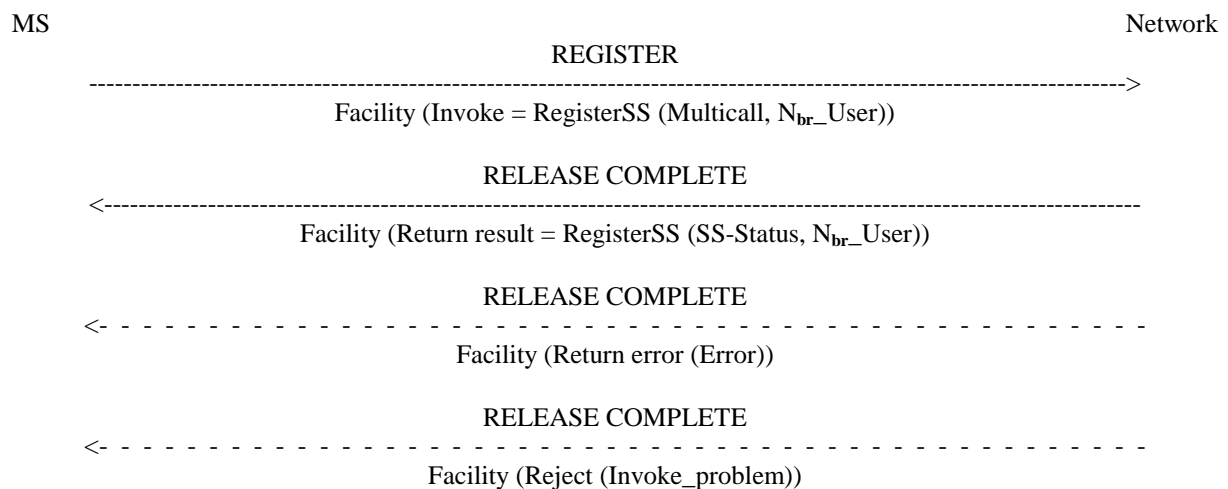 MS Network
REGISTER
------------------------------------------------------------------------------------------------------------------------>
Facility (Invoke = RegisterSS (Multicall, Nbr_User))
RELEASE COMPLETE
<------------------------------------------------------------------------------------------------------------------------
Facility (Return result = RegisterSS (SS-Status, Nbr_User))
RELEASE COMPLETE
<- - - - - - - - - - - - - - - - - - - - - - - - - - - - - - - - - - - - - - - - - - - - - - - - - - - - - - - - -
Facility (Return error (Error))
RELEASE COMPLETE
<- - - - - - - - - - - - - - - - - - - - - - - - - - - - - - - - - - - - - - - - - - - - - - - - - - - - - - - - -
Facility (Reject (Invoke_problem))